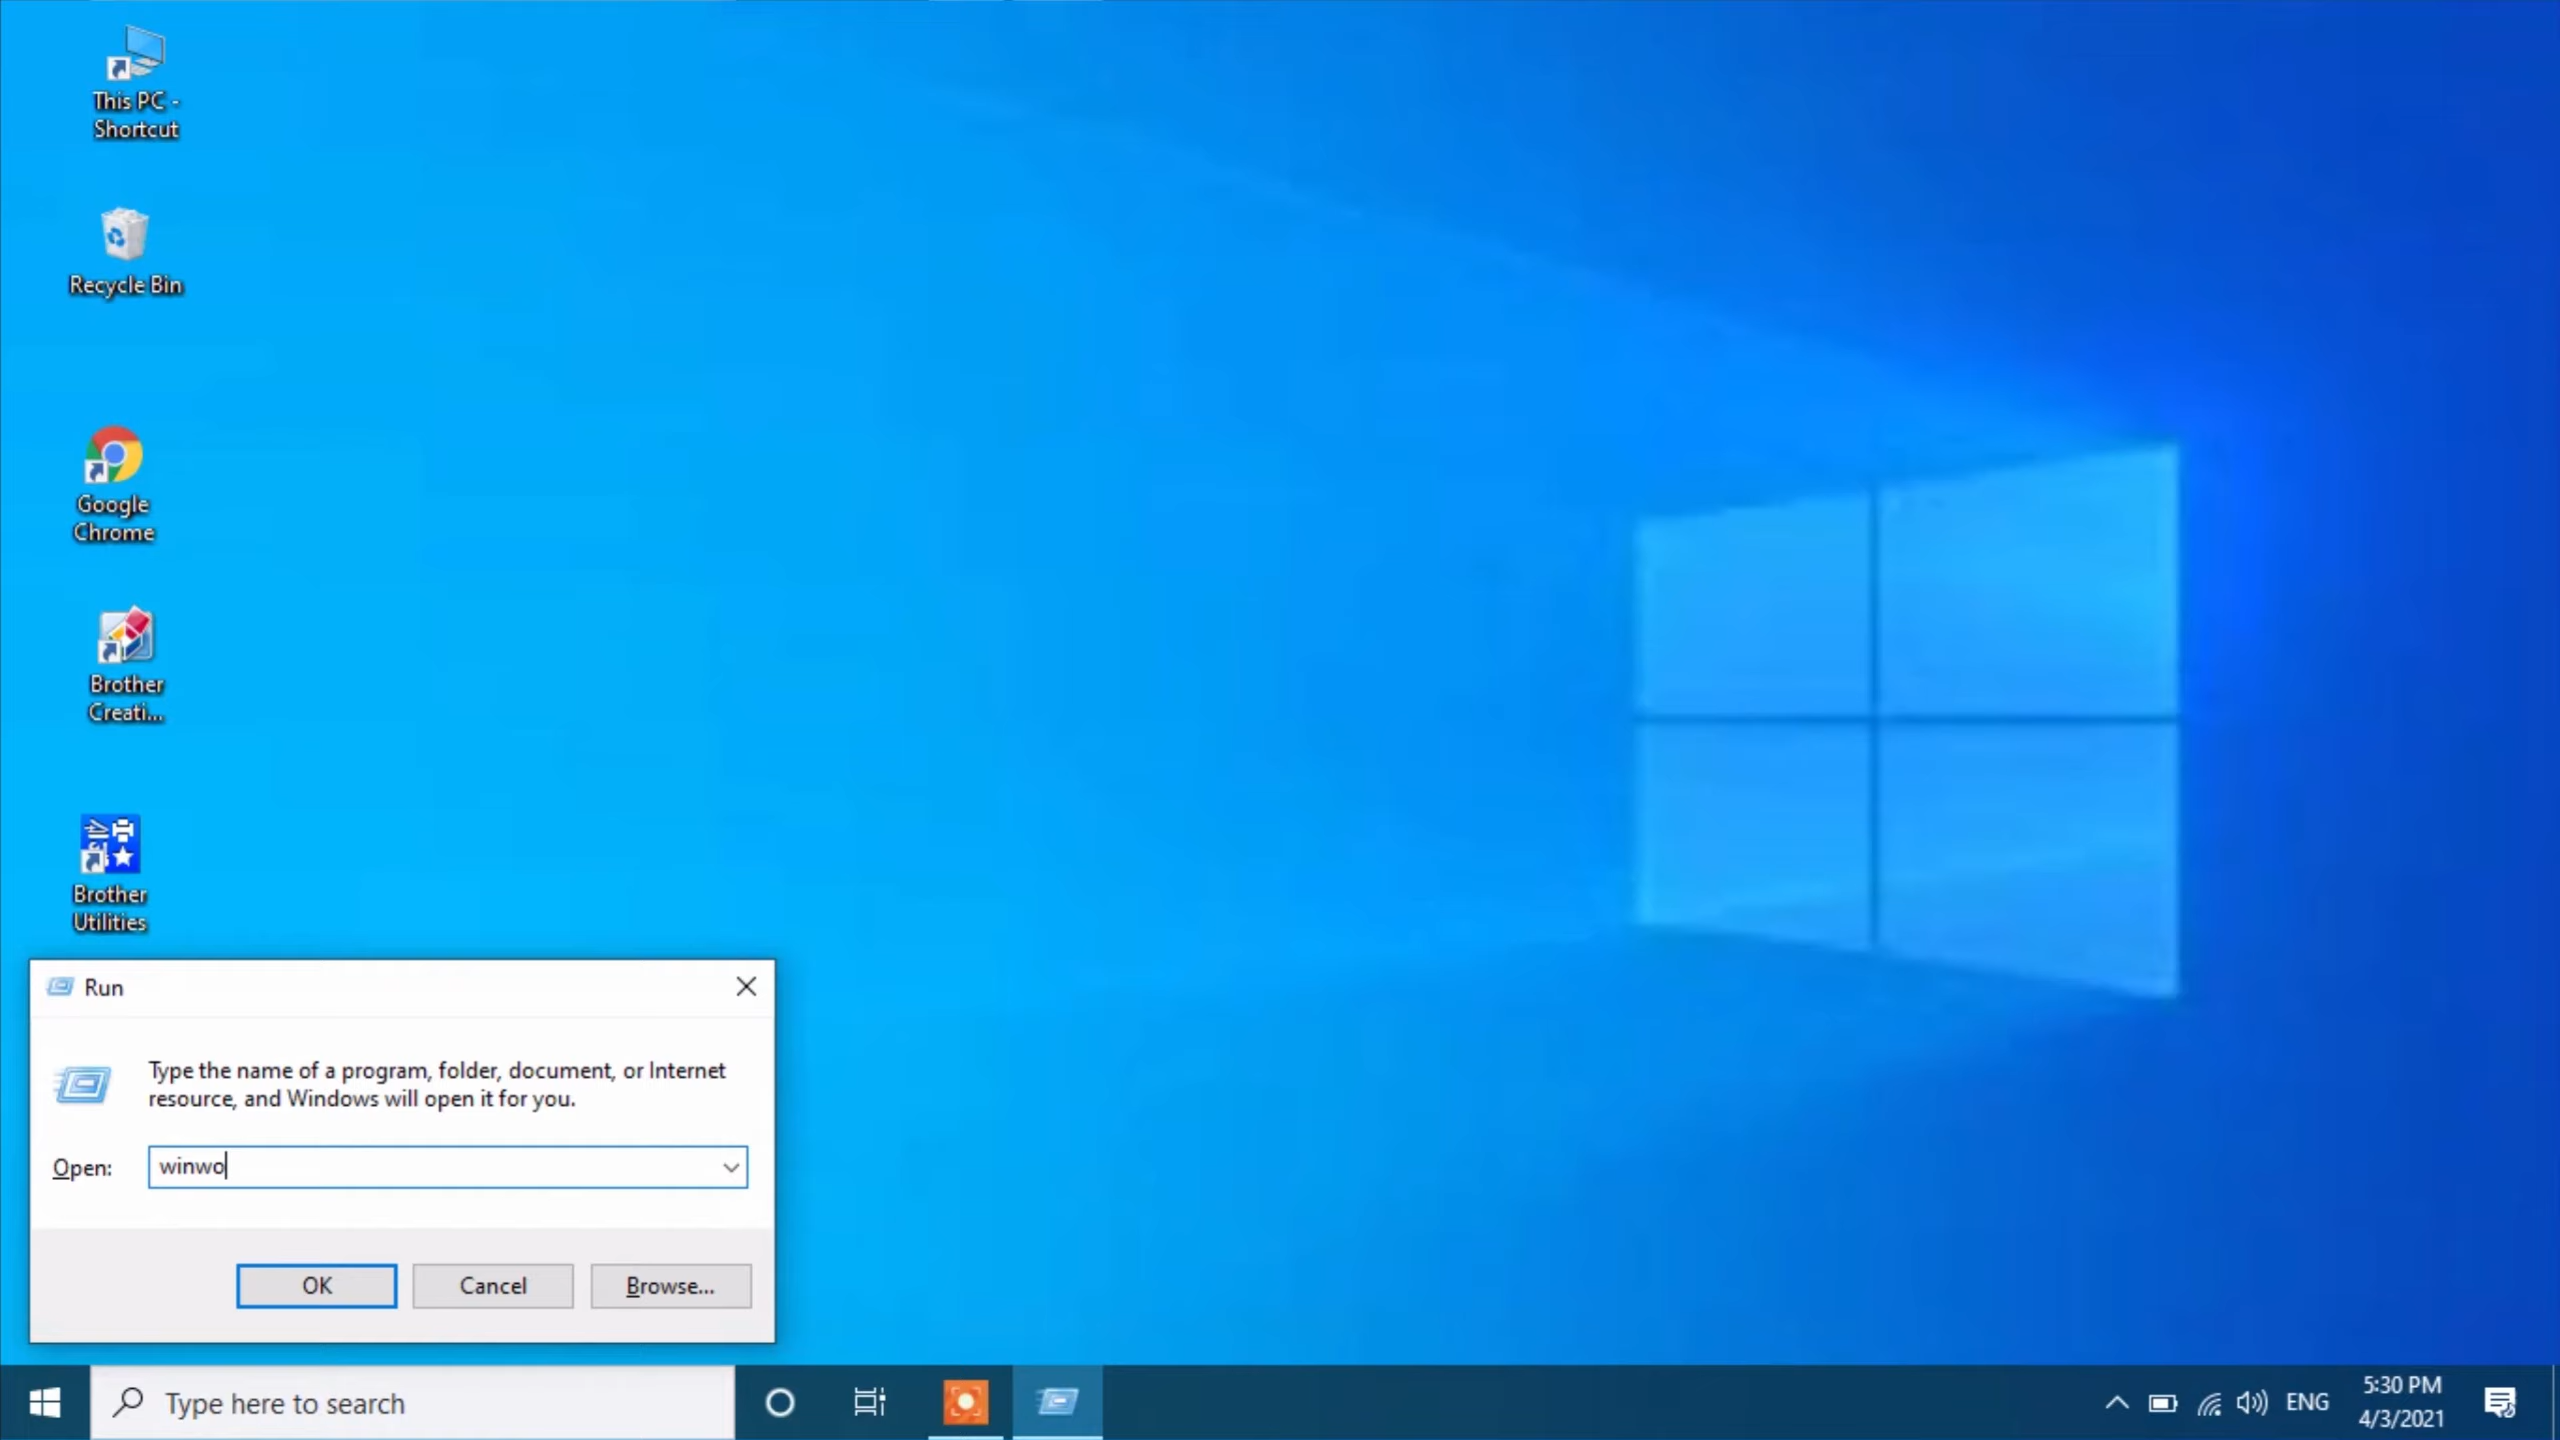 This PC -
Shortcut
Recycle Bin
Google
Chrome
Brother
Creati...
Brother
Utilities
Run
Type the name of a program, folder, document, or Internet
resource, and Windows will open it for you.
Open: winwo
OK Cancel Browse...
Type here to search
ENG
5:30 PM
4/3/2021